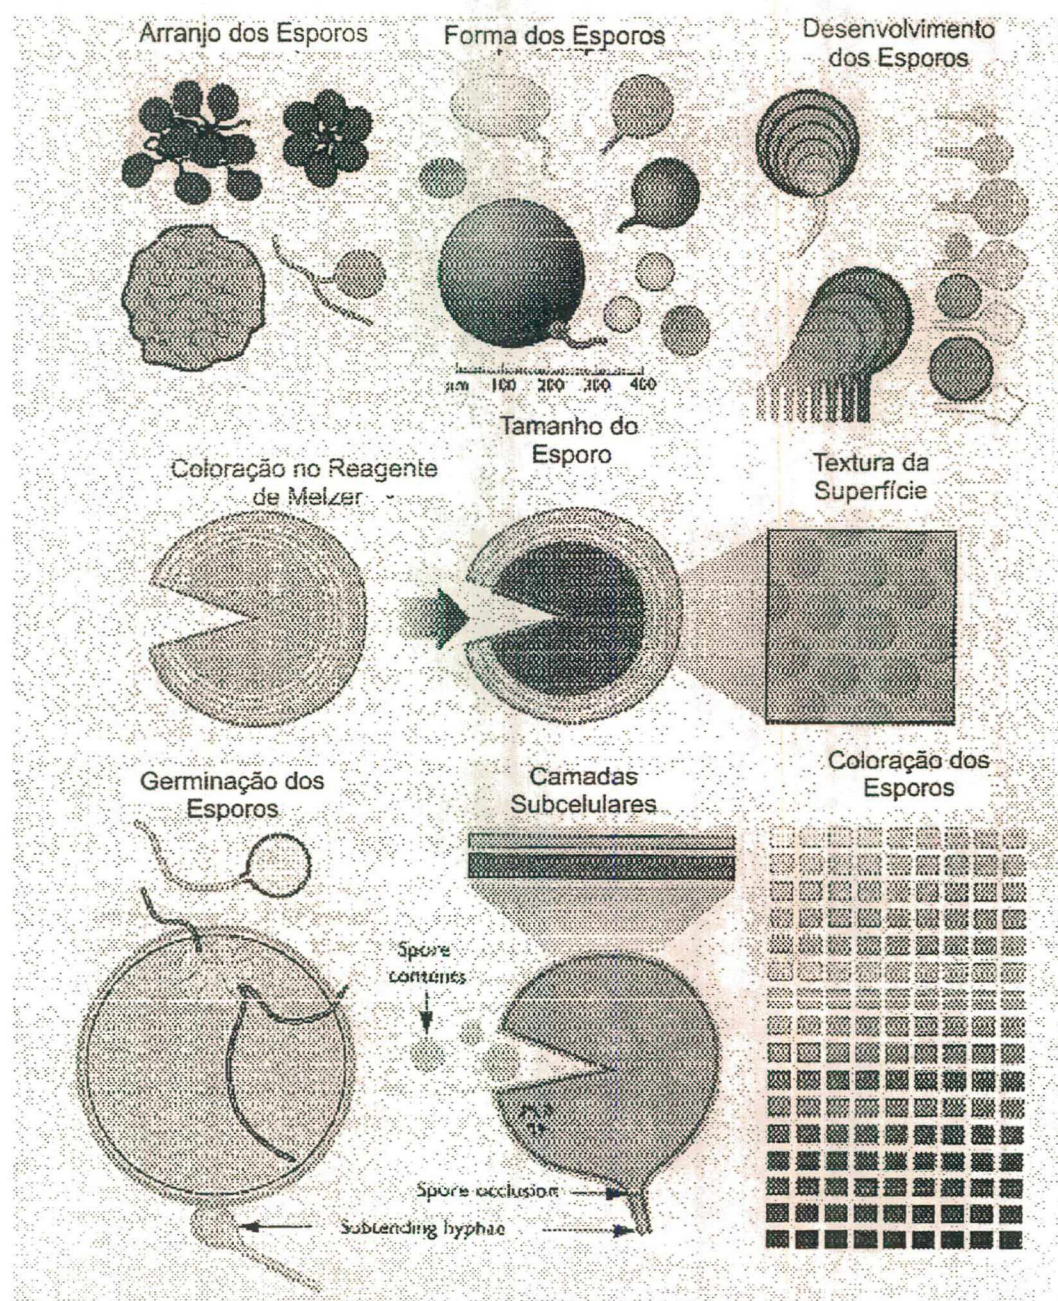 Arranjo dos Esporos
Forma dos Esporos
Desenvolvimento
dos Esporos
µm 100 200 300 400
Tamanho do
Esporo
Coloração no Reagente
de Melzer
Textura da
Superfície
Germinação dos
Esporos
Camadas
Subcelulares
Coloração dos
Esporos
Spore
contents
Spore occlusion
Subtending hyphae